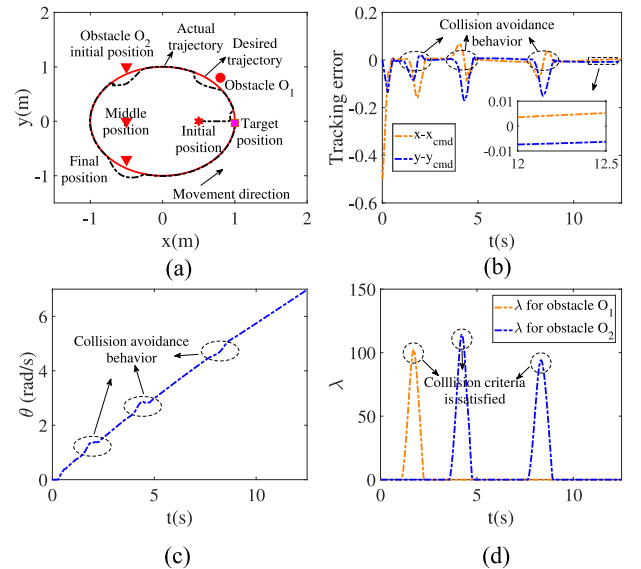 Obstacle O2 initial position
Actual trajectory
Desired trajectory
Obstacle O1
Middle position
Initial position
Target position
Final position
Movement direction
y(m)
1
0
-1
-1
0
1
2
x(m)
(a)
Collision avoidance behavior
Tracking error
0
-0.2
-0.4
-0.6
0.01
0
-0.01
12
12.5
x-xcmd
y-ycmd
0
5
10
t(s)
(b)
Collision avoidance behavior
θ (rad/s)
6
4
2
0
0
5
10
t(s)
(c)
λ for obstacle O1
λ for obstacle O2
Colllision criteria is satisfied
λ
150
100
50
0
0
5
10
t(s)
(d)